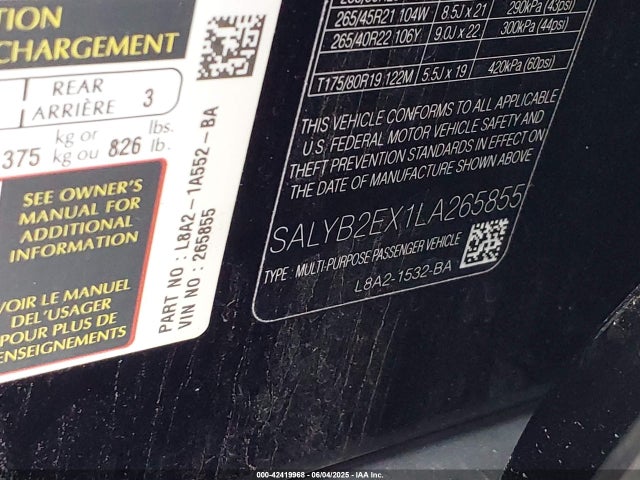 TION
CHARGEMENT
REAR
ARRIÈRE 3
375 kg or kg ou 826 lbs. lb.
SEE OWNER'S
MANUAL FOR
ADDITIONAL
INFORMATION
VOIR LE MANUEL
DE L'USAGER
POUR PLUS DE
ENSEIGNEMENTS
PART NO : L8A2-1A552-BA
VIN NO : 265855
265/45R21 104W 8.5J x 21 290kPa (43psi)
265/40R22 106Y 9.0J x 22 300kPa (44psi)
T175/80R19 122M 5.5J x 19 420kPa (60psi)
THIS VEHICLE CONFORMS TO ALL APPLICABLE
U.S. FEDERAL MOTOR VEHICLE SAFETY AND
THEFT PREVENTION STANDARDS IN EFFECT ON
THE DATE OF MANUFACTURE SHOWN ABOVE
SALYB2EX1LA265855
TYPE: MULTI-PURPOSE PASSENGER VEHICLE
L8A2-1532-BA
000-42419968 - 06/04/2025 - IAA Inc.